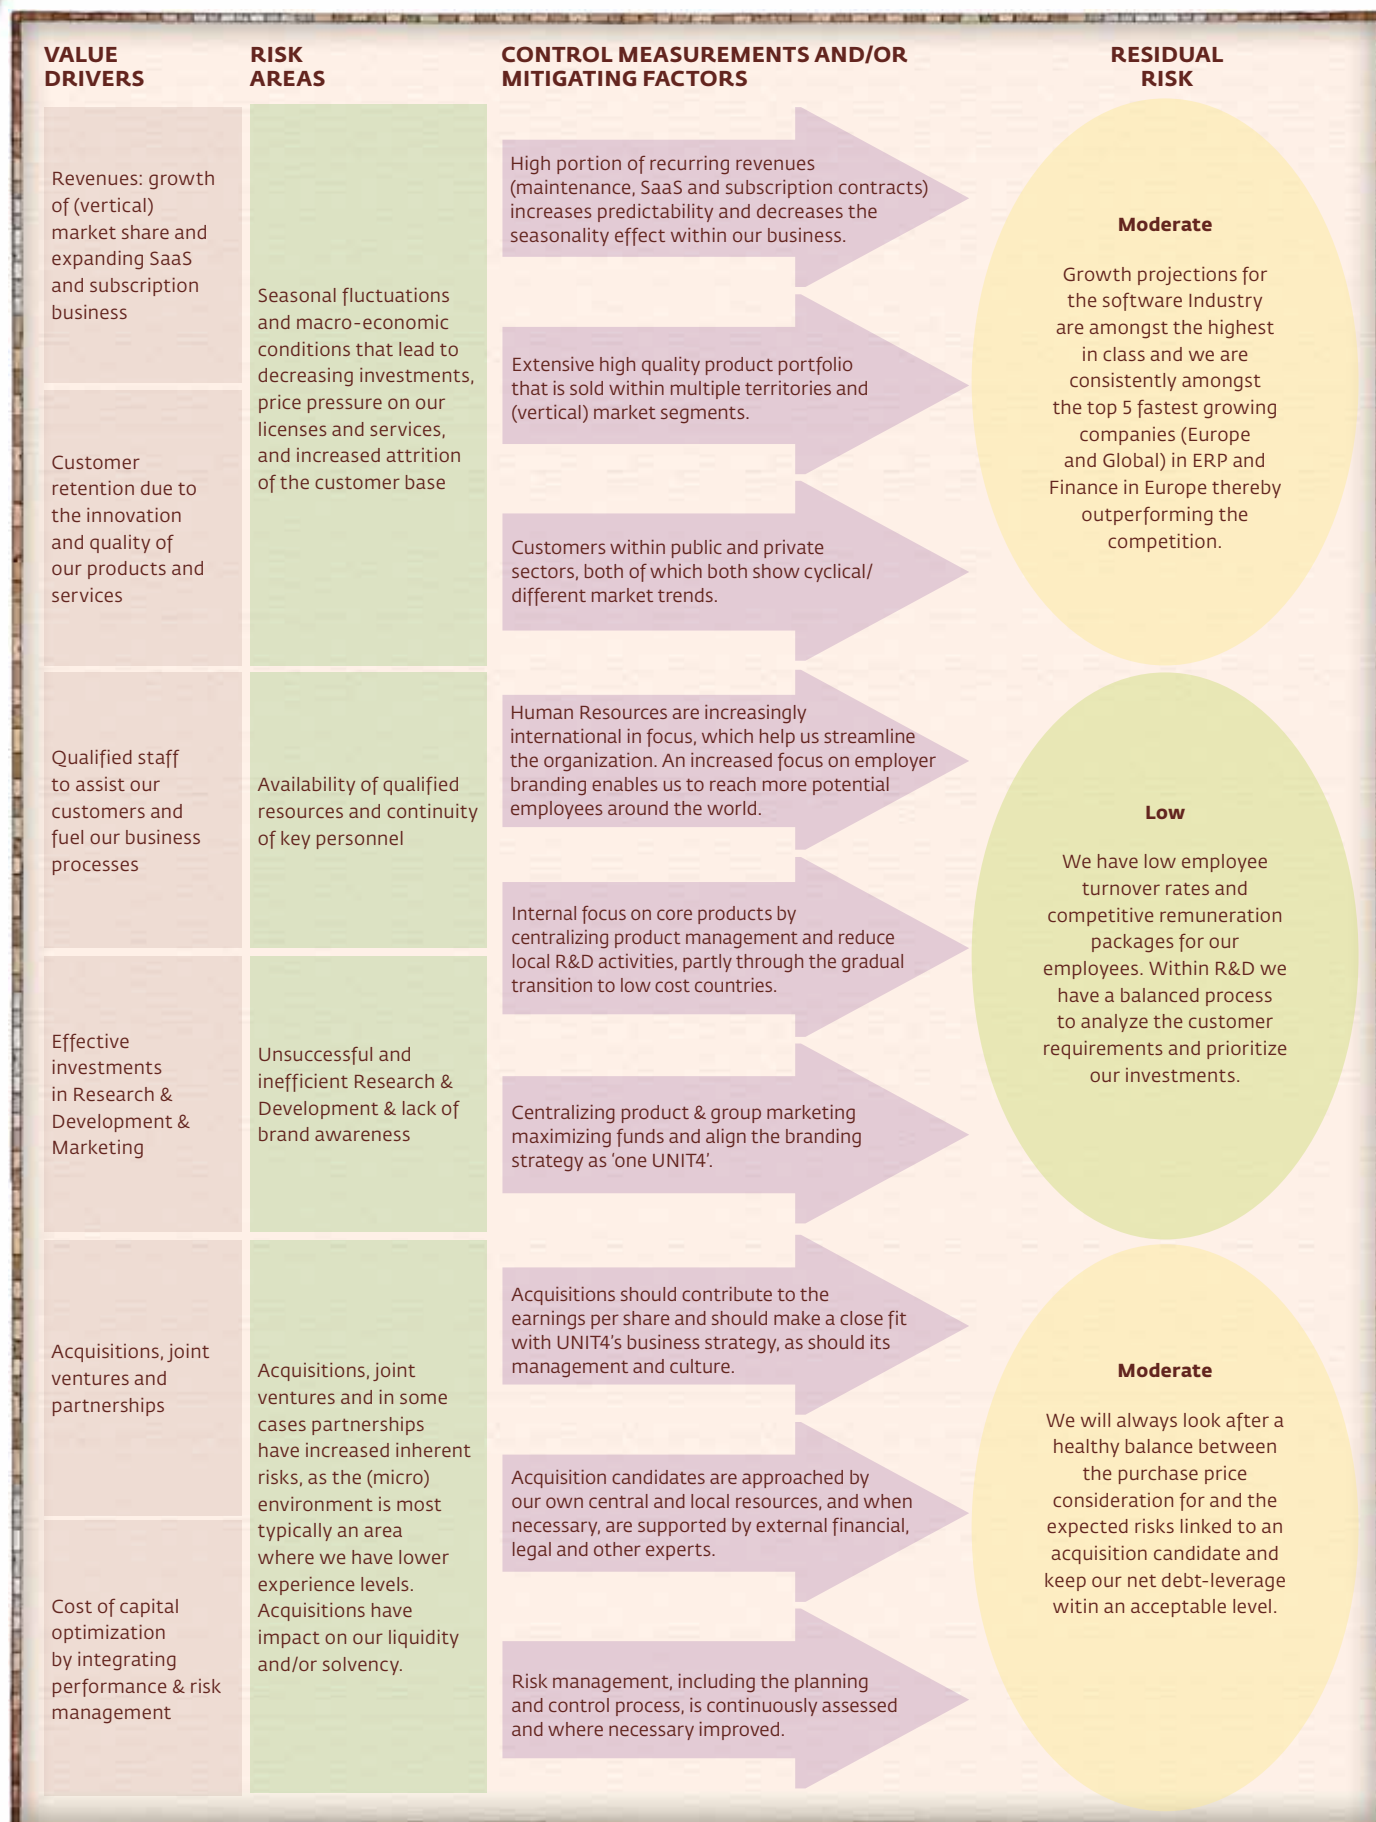 VALUE
DRIVERS
RISK
AREAS
CONTROL MEASUREMENTS AND/OR
MITIGATING FACTORS
RESIDUAL
RISK
Revenues: growth
of (vertical)
market share and
expanding SaaS
and subscription
business
Customer
retention due to
the innovation
and quality of
our products and
services
Seasonal fluctuations
and macro-economic
conditions that lead to
decreasing investments,
price pressure on our
licenses and services,
and increased attrition
of the customer base
High portion of recurring revenues
(maintenance, SaaS and subscription contracts)
increases predictability and decreases the
seasonality effect within our business.
Extensive high quality product portfolio
that is sold within multiple territories and
(vertical) market segments.
Customers within public and private
sectors, both of which both show cyclical/
different market trends.
Moderate
Growth projections for
the software Industry
are amongst the highest
in class and we are
consistently amongst
the top 5 fastest growing
companies (Europe
and Global) in ERP and
Finance in Europe thereby
outperforming the
competition.
Qualified staff
to assist our
customers and
fuel our business
processes
Availability of qualified
resources and continuity
of key personnel
Human Resources are increasingly
international in focus, which help us streamline
the organization. An increased focus on employer
branding enables us to reach more potential
employees around the world.
Internal focus on core products by
centralizing product management and reduce
local R&D activities, partly through the gradual
transition to low cost countries.
Effective
investments
in Research &
Development &
Marketing
Unsuccessful and
inefficient Research &
Development & lack of
brand awareness
Centralizing product & group marketing
maximizing funds and align the branding
strategy as 'one UNIT4'.
Low
We have low employee
turnover rates and
competitive remuneration
packages for our
employees. Within R&D we
have a balanced process
to analyze the customer
requirements and prioritize
our investments.
Acquisitions, joint
ventures and
partnerships
Cost of capital
optimization
by integrating
performance & risk
management
Acquisitions, joint
ventures and in some
cases partnerships
have increased inherent
risks, as the (micro)
environment is most
typically an area
where we have lower
experience levels.
Acquisitions have
impact on our liquidity
and/or solvency.
Acquisitions should contribute to the
earnings per share and should make a close fit
with UNIT4's business strategy, as should its
management and culture.
Acquisition candidates are approached by
our own central and local resources, and when
necessary, are supported by external financial,
legal and other experts.
Risk management, including the planning
and control process, is continuously assessed
and where necessary improved.
Moderate
We will always look after a
healthy balance between
the purchase price
consideration for and the
expected risks linked to an
acquisition candidate and
keep our net debt-leverage
witin an acceptable level.